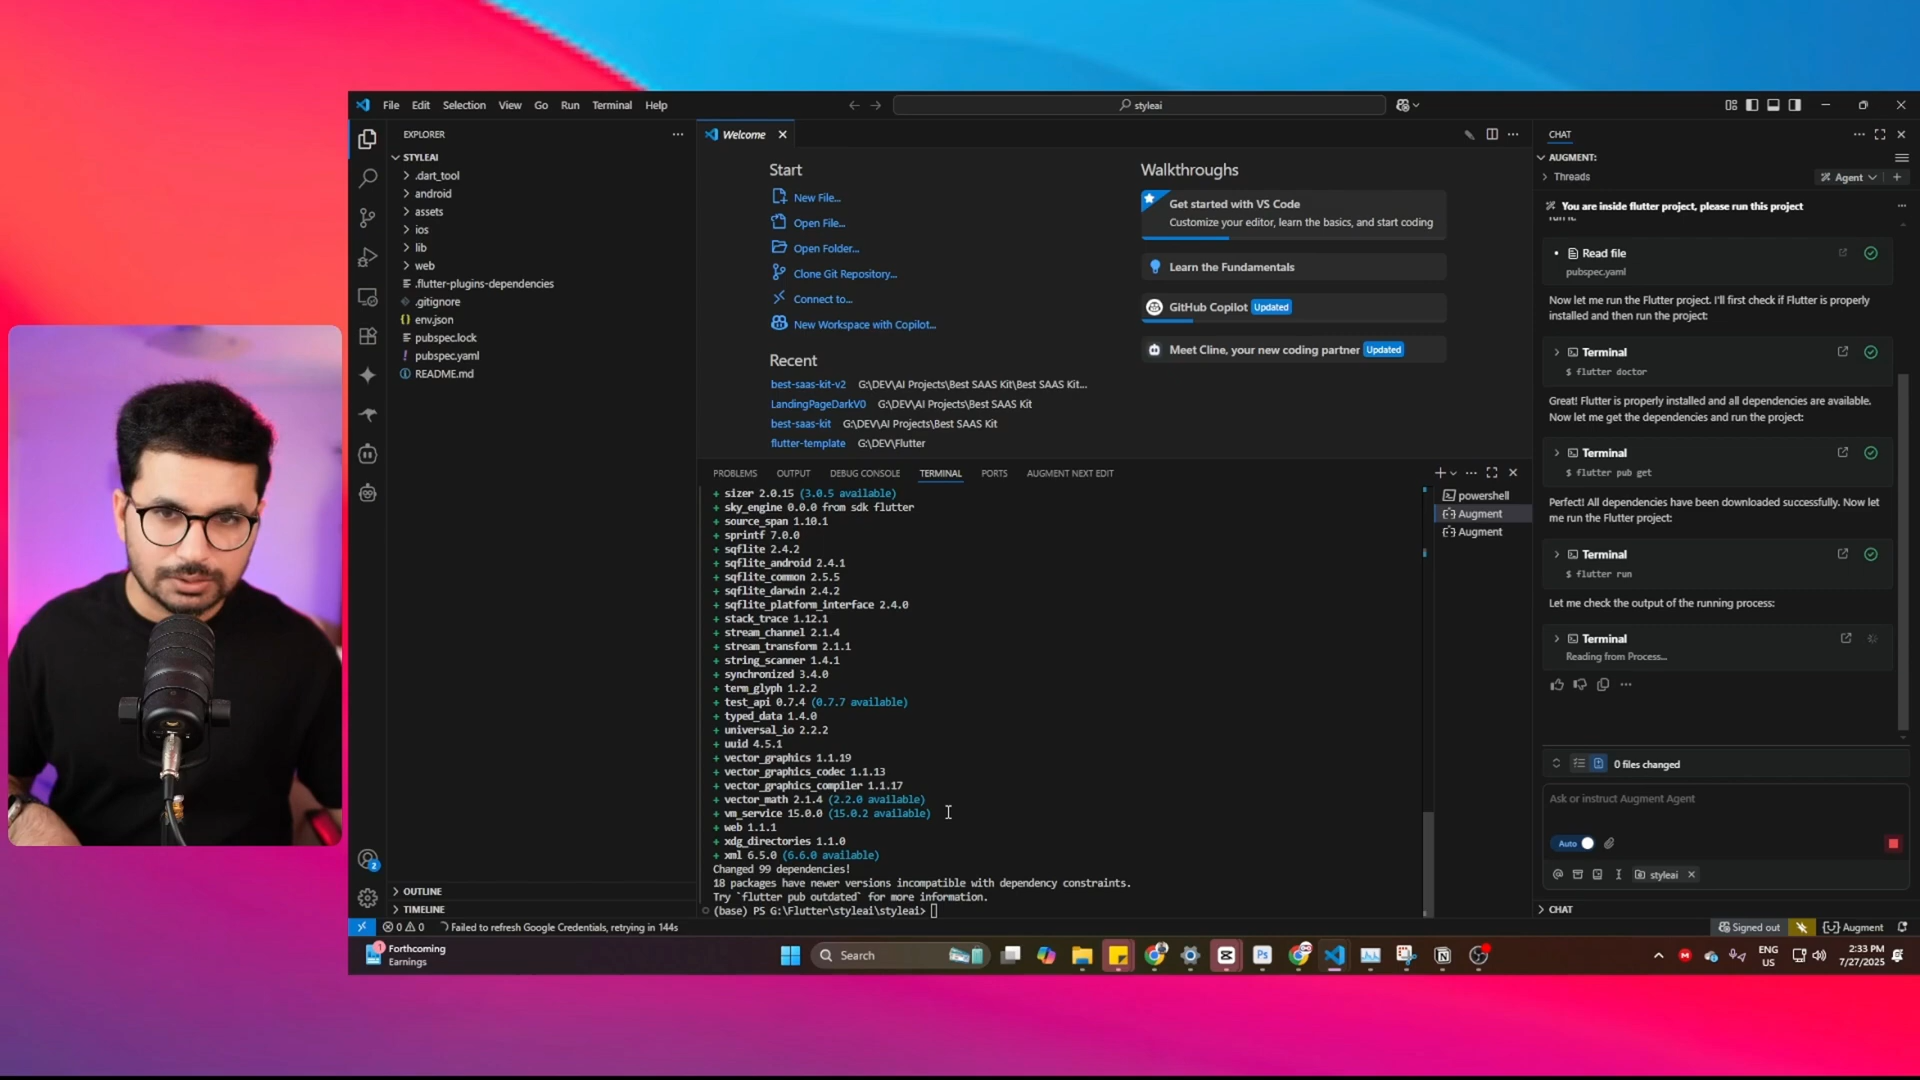 File Edit Selection View Go Run Terminal Help
styleai
EXPLORER
STYLEAI
.dart_tool
android
assets
ios
lib
web
.flutter-plugins-dependencies
.gitignore
env.json
pubspec.lock
pubspec.yaml
README.md
OUTLINE
TIMELINE
Welcome
Start
New File...
Open File...
Open Folder...
Clone Git Repository...
Connect to...
New Workspace with Copilot...
Recent
best-saas-kit-v2 G:\DEV\AI Projects\Best SAAS Kit\Best SAAS Kit...
LandingPageDarkV0 G:\DEV\AI Projects\Best SAAS Kit
best-saas-kit G:\DEV\AI Projects\Best SAAS Kit
flutter-template G:\DEV\Flutter
Walkthroughs
Get started with VS Code
Customize your editor, learn the basics, and start coding
Learn the Fundamentals
GitHub Copilot Updated
Meet Cline, your new coding partner Updated
PROBLEMS OUTPUT DEBUG CONSOLE TERMINAL PORTS AUGMENT NEXT EDIT
+ sizer 2.0.15 (3.0.5 available)
+ sky_engine 0.0.0 from sdk flutter
+ source_span 1.10.1
+ sprintf 7.0.0
+ sqflite 2.4.2
+ sqflite_android 2.4.1
+ sqflite_common 2.5.5
+ sqflite_darwin 2.4.2
+ sqflite_platform_interface 2.4.0
+ stack_trace 1.12.1
+ stream_channel 2.1.4
+ stream_transform 2.1.1
+ string_scanner 1.4.1
+ synchronized 3.4.0
+ term_glyph 1.2.2
+ test_api 0.7.4 (0.7.7 available)
+ typed_data 1.4.0
+ universal_io 2.2.2
+ uuid 4.5.1
+ vector_graphics 1.1.19
+ vector_graphics_codec 1.1.13
+ vector_graphics_compiler 1.1.17
+ vector_math 2.1.4 (2.2.0 available)
+ vm_service 15.0.0 (15.0.2 available)
+ web 1.1.1
+ xdg_directories 1.1.0
+ xml 6.5.0 (6.6.0 available)
Changed 99 dependencies!
18 packages have newer versions incompatible with dependency constraints.
Try `flutter pub outdated` for more information.
(base) PS G:\Flutter\styleai\styleai>
powershell
Augment
Augment
CHAT
AUGMENT:
Threads
Agent
You are inside flutter project, please run this project
run it.
Read file
pubspec.yaml
Now let me run the Flutter project. I'll first check if Flutter is properly
installed and then run the project:
Terminal
$ flutter doctor
Great! Flutter is properly installed and all dependencies are available.
Now let me get the dependencies and run the project:
Terminal
$ flutter pub get
Perfect! All dependencies have been downloaded successfully. Now let
me run the Flutter project:
Terminal
$ flutter run
Let me check the output of the running process:
Terminal
Reading from Process...
0 files changed
Ask or instruct Augment Agent
Auto
styleai
CHAT
2
0 0 Failed to refresh Google Credentials, retrying in 144s
Signed out
Augment
1
Forthcoming
Earnings
Search
Ps
ENG
US
2:33 PM
7/27/2025